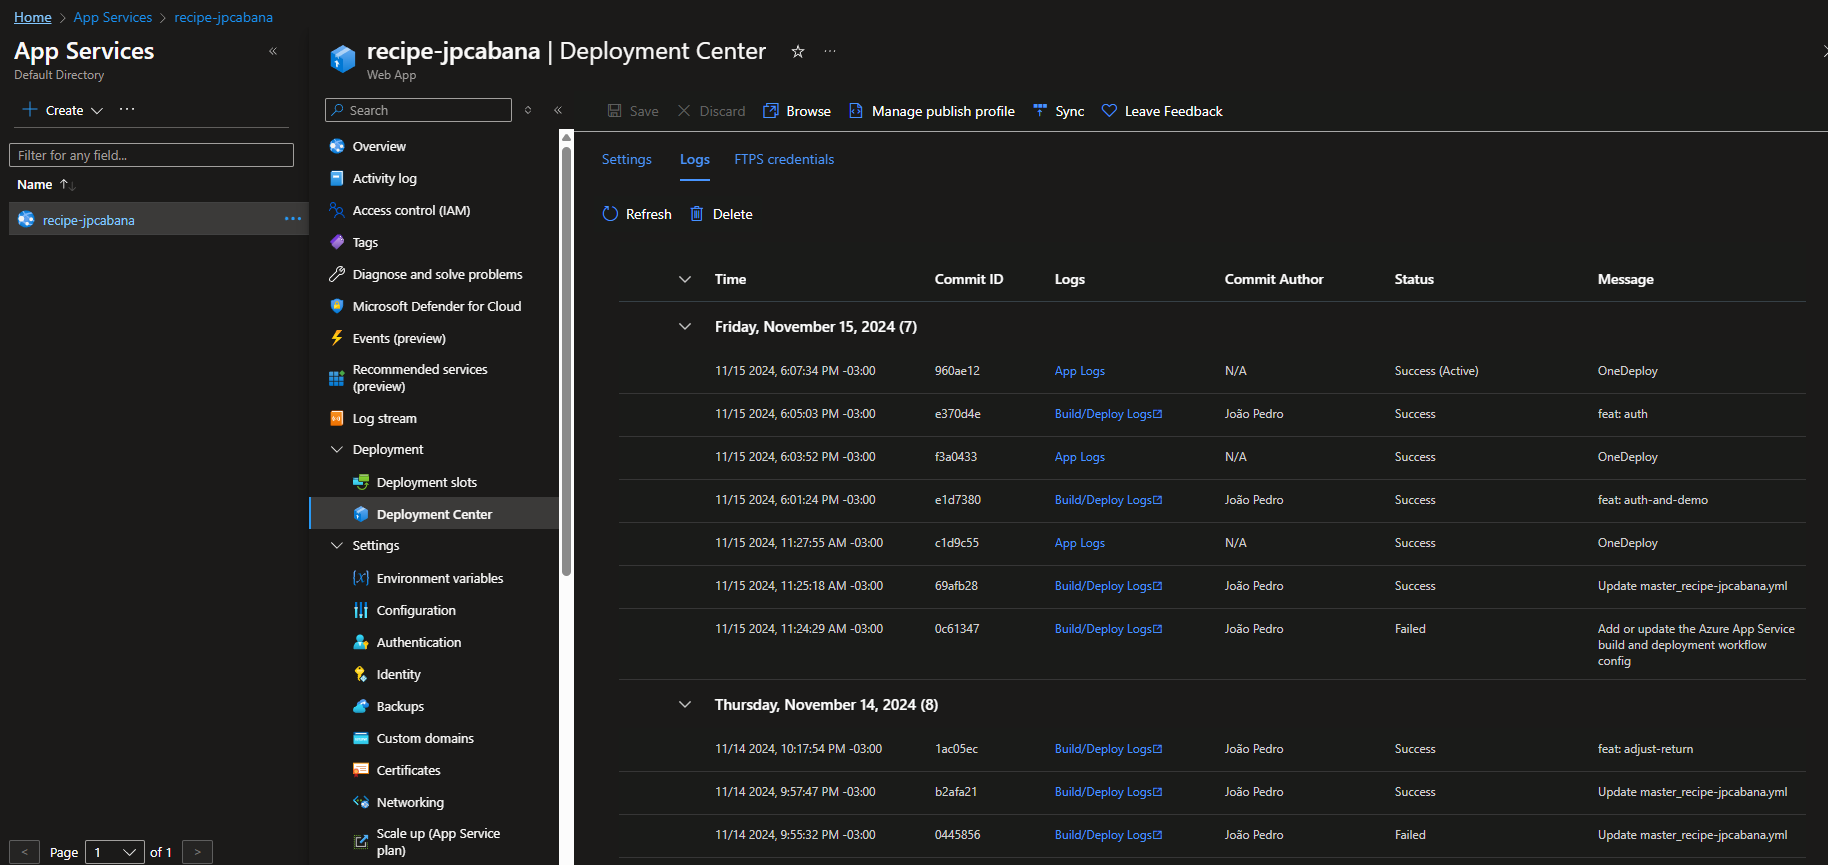 Home > App Services > recipe-jpcabana
App Services
Default Directory
Create
Filter for any field...
Name
recipe-jpcabana
< Page 1 of 1 >
recipe-jpcabana | Deployment Center
Web App
Search
Overview
Activity log
Access control (IAM)
Tags
Diagnose and solve problems
Microsoft Defender for Cloud
Events (preview)
Recommended services
(preview)
Log stream
Deployment
Deployment slots
Deployment Center
Settings
Environment variables
Configuration
Authentication
Identity
Backups
Custom domains
Certificates
Networking
Scale up (App Service
plan)
Save Discard Browse Manage publish profile Sync Leave Feedback
Settings Logs FTPS credentials
Refresh Delete
Time Commit ID Logs Commit Author Status Message
Friday, November 15, 2024 (7)
11/15 2024, 6:07:34 PM -03:00 960ae12 App Logs N/A Success (Active) OneDeploy
11/15 2024, 6:05:03 PM -03:00 e370d4e Build/Deploy Logs João Pedro Success feat: auth
11/15 2024, 6:03:52 PM -03:00 f3a0433 App Logs N/A Success OneDeploy
11/15 2024, 6:01:24 PM -03:00 e1d7380 Build/Deploy Logs João Pedro Success feat: auth-and-demo
11/15 2024, 11:27:55 AM -03:00 c1d9c55 App Logs N/A Success OneDeploy
11/15 2024, 11:25:18 AM -03:00 69afb28 Build/Deploy Logs João Pedro Success Update master_recipe-jpcabana.yml
11/15 2024, 11:24:29 AM -03:00 0c61347 Build/Deploy Logs João Pedro Failed Add or update the Azure App Service
build and deployment workflow
config
Thursday, November 14, 2024 (8)
11/14 2024, 10:17:54 PM -03:00 1ac05ec Build/Deploy Logs João Pedro Success feat: adjust-return
11/14 2024, 9:57:47 PM -03:00 b2afa21 Build/Deploy Logs João Pedro Success Update master_recipe-jpcabana.yml
11/14 2024, 9:55:32 PM -03:00 0445856 Build/Deploy Logs João Pedro Failed Update master_recipe-jpcabana.yml